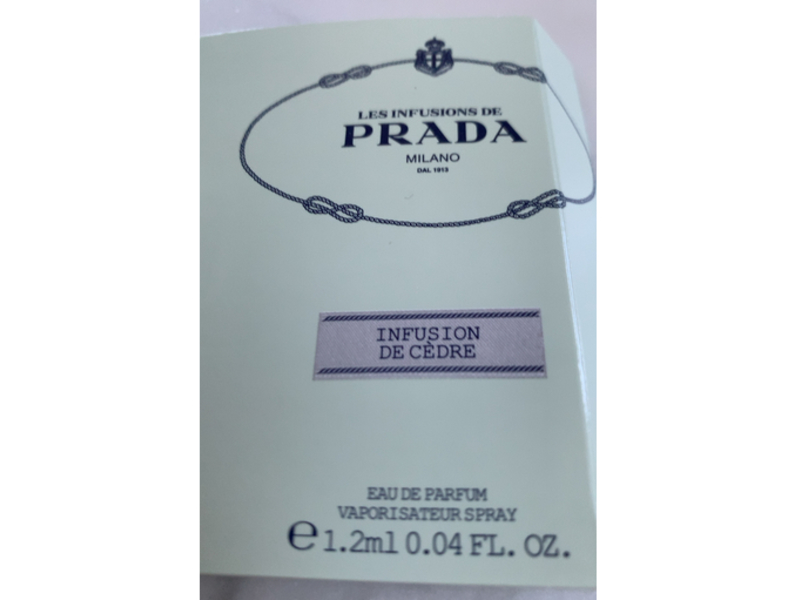 LES INFUSIONS DE
PRADA
MILANO
DAL 1913
INFUSION
DE CÈDRE
EAU DE PARFUM
VAPORISATEUR SPRAY
℮ 1.2ml 0.04 FL. OZ.